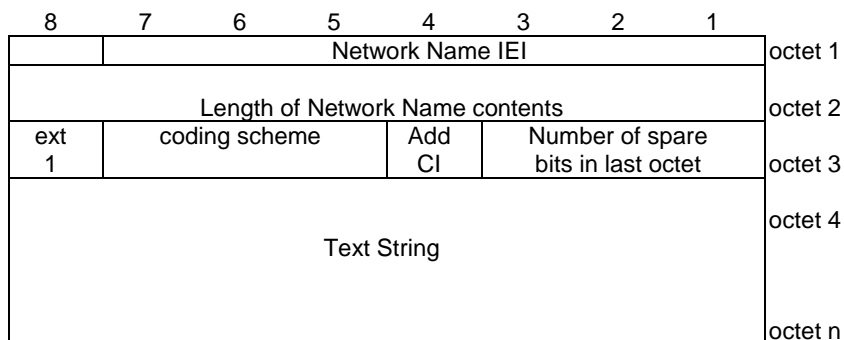 8 7 6 5 4 3 2 1
Network Name IEI octet 1
Length of Network Name contents octet 2
ext coding scheme Add Number of spare
1 CI bits in last octet octet 3
octet 4
Text String
octet n